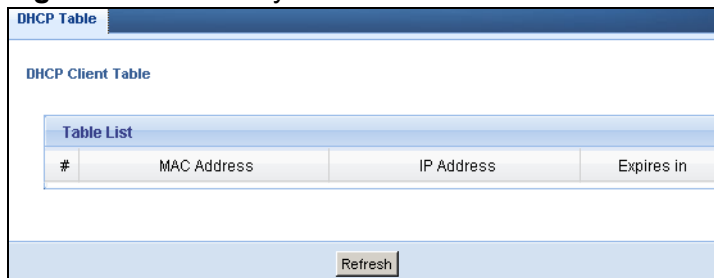 DHCP Table
DHCP Client Table
Table List
# MAC Address IP Address Expires in
Refresh